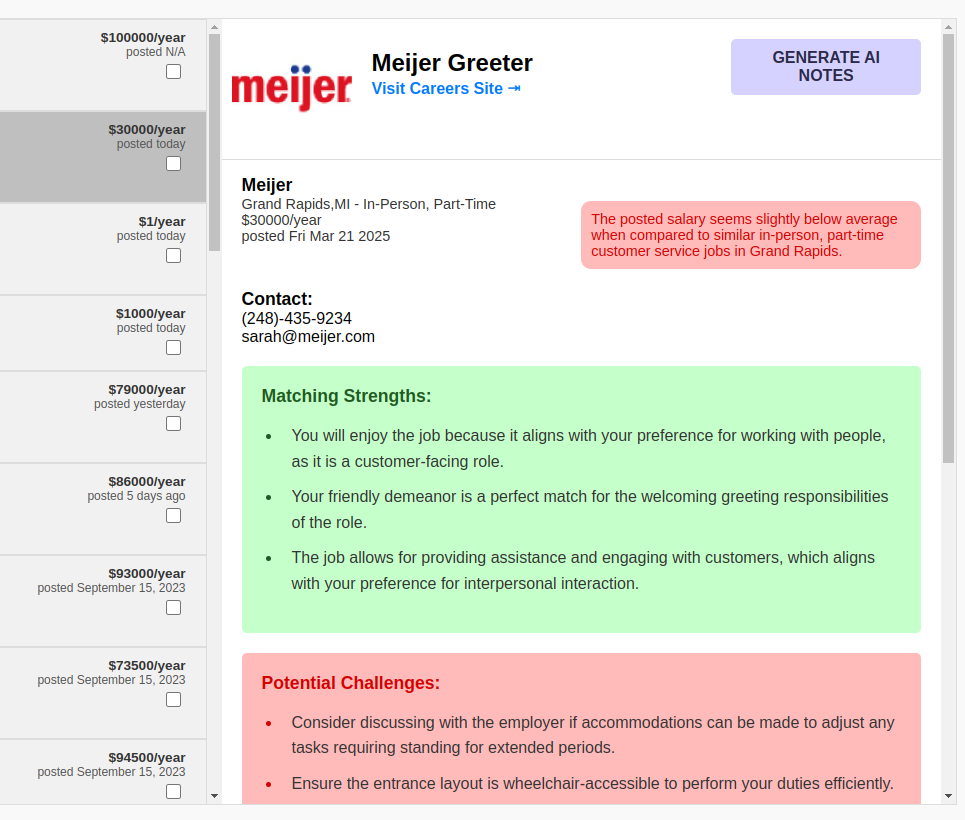 $100000/year
posted N/A
$30000/year
posted today
$1/year
posted today
$1000/year
posted today
$79000/year
posted yesterday
$86000/year
posted 5 days ago
$93000/year
posted September 15, 2023
$73500/year
posted September 15, 2023
$94500/year
posted September 15, 2023
meijer
Meijer Greeter
Visit Careers Site ⇥
GENERATE AI
NOTES
Meijer
Grand Rapids,MI - In-Person, Part-Time
$30000/year
posted Fri Mar 21 2025
The posted salary seems slightly below average
when compared to similar in-person, part-time
customer service jobs in Grand Rapids.
Contact:
(248)-435-9234
sarah@meijer.com
Matching Strengths:
• You will enjoy the job because it aligns with your preference for working with people,
as it is a customer-facing role.
• Your friendly demeanor is a perfect match for the welcoming greeting responsibilities
of the role.
• The job allows for providing assistance and engaging with customers, which aligns
with your preference for interpersonal interaction.
Potential Challenges:
• Consider discussing with the employer if accommodations can be made to adjust any
tasks requiring standing for extended periods.
• Ensure the entrance layout is wheelchair-accessible to perform your duties efficiently.